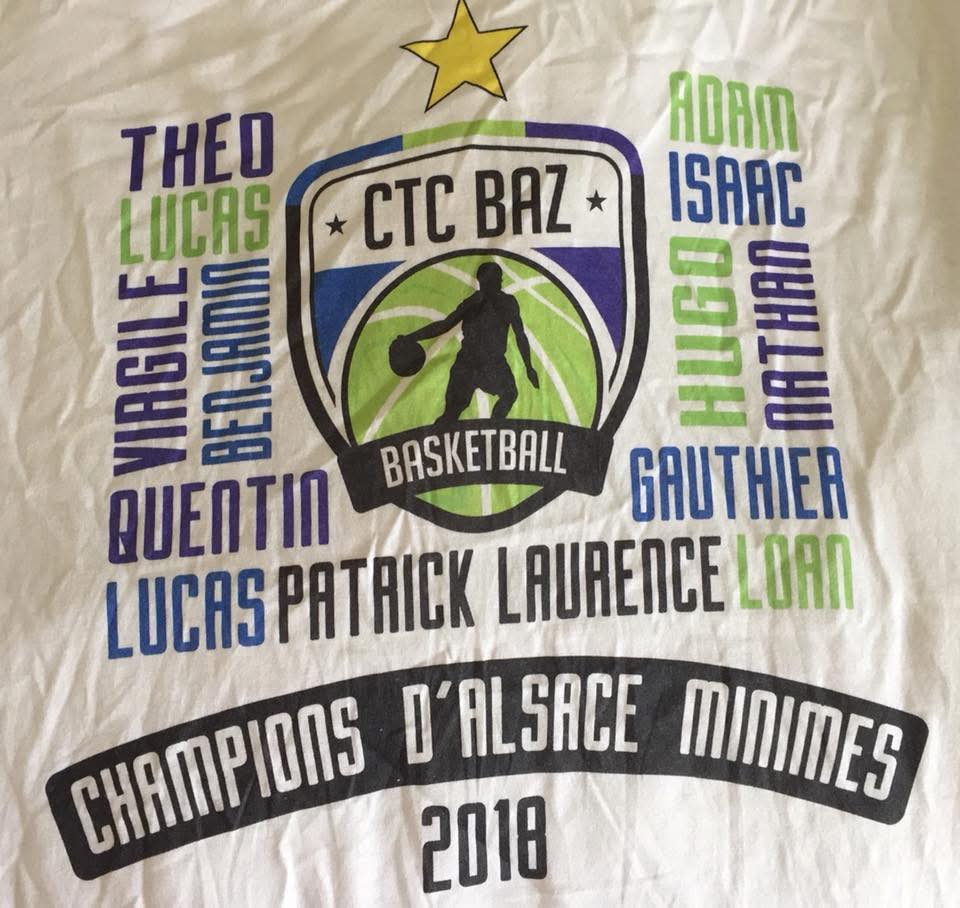 THEO
LUCAS
VIRGILE
BENJAMIN
QUENTIN
CTC BAZ
BASKETBALL
ADAM
ISAAC
HUGO
NATHAN
GAUTHIER
LUCAS PATRICK LAURENCE LOAN
CHAMPIONS D'ALSACE MINIMES
2018